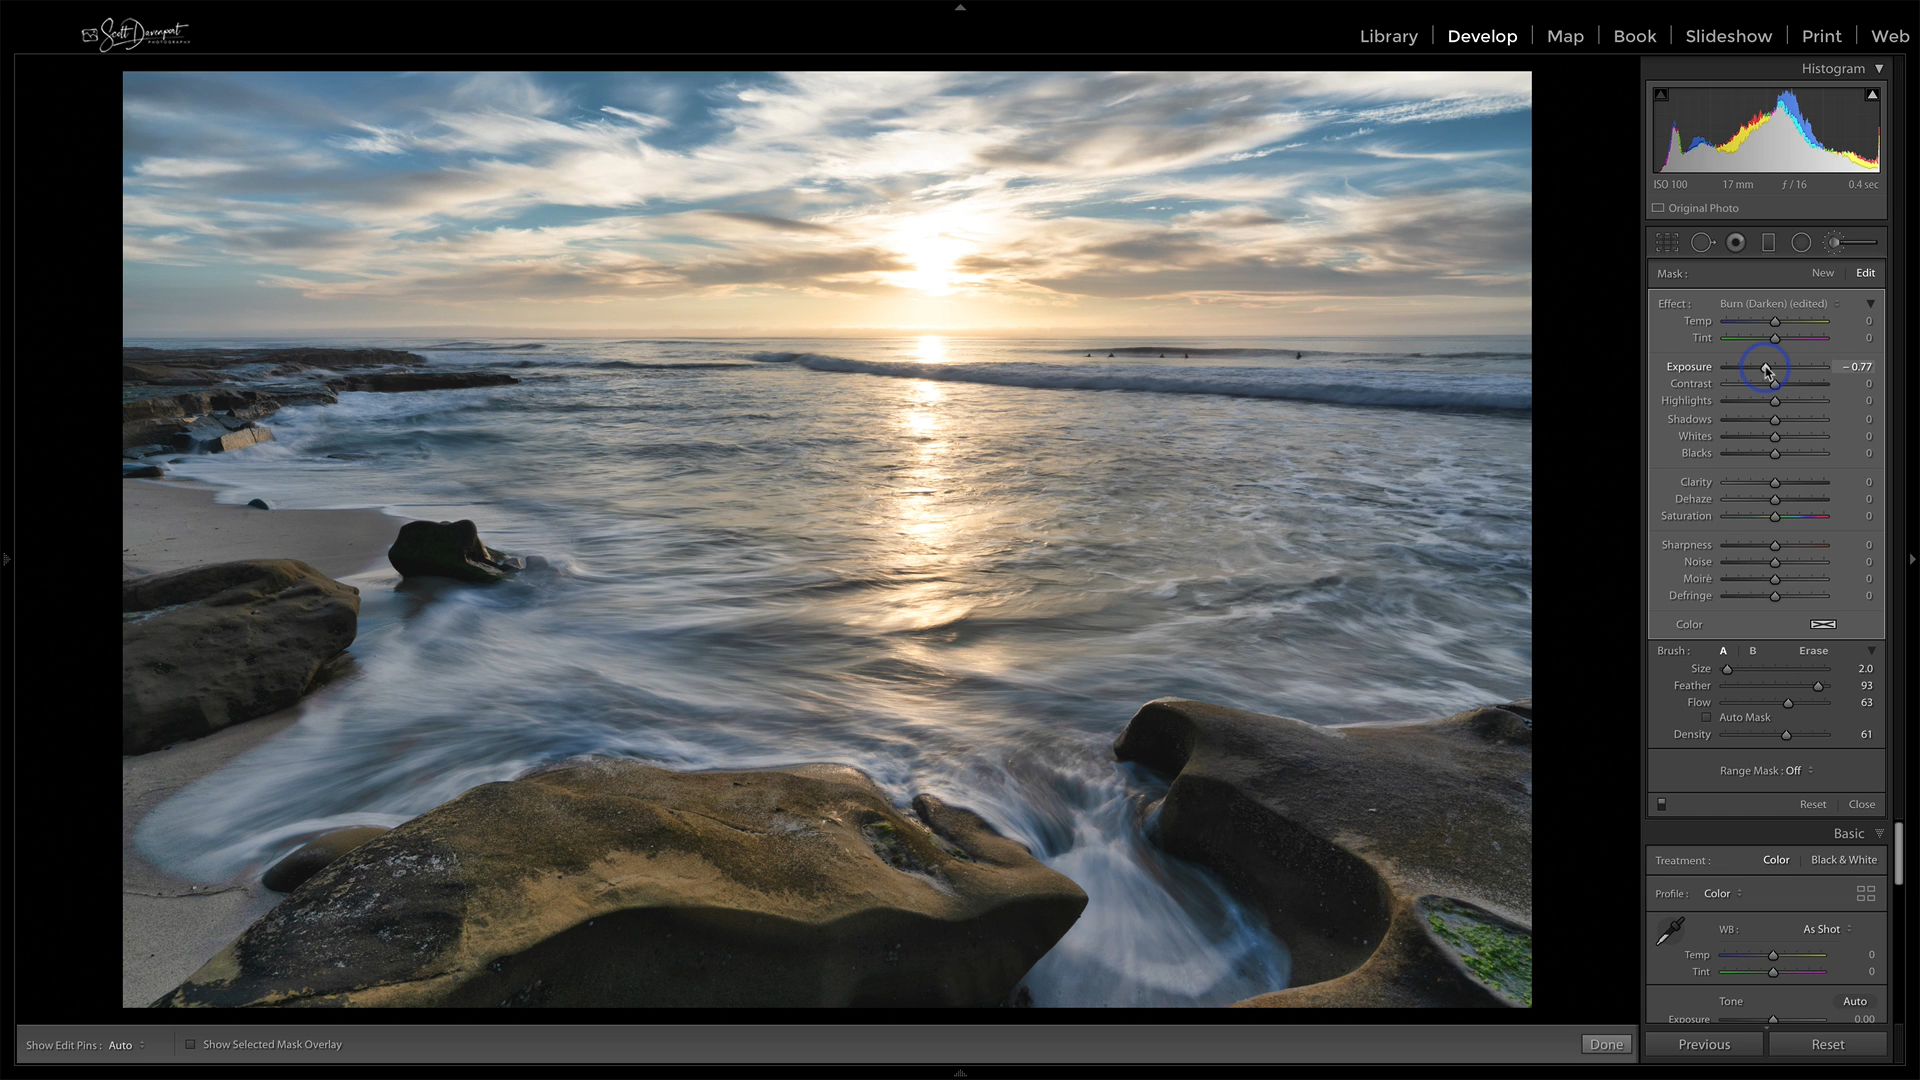 Scott Davenport
PHOTOGRAPHY
Library Develop Map Book Slideshow Print Web
Histogram
ISO 100 17 mm ƒ / 16 0.4 sec
Original Photo
Mask : New Edit
Effect : Burn (Darken) (edited)
Temp 0
Tint 0
Exposure – 0.77
Contrast 0
Highlights 0
Shadows 0
Whites 0
Blacks 0
Clarity 0
Dehaze 0
Saturation 0
Sharpness 0
Noise 0
Moiré 0
Defringe 0
Color
Brush : A B Erase
Size 2.0
Feather 93
Flow 63
Auto Mask
Density 61
Range Mask : Off
Reset Close
Basic
Treatment : Color Black & White
Profile : Color
WB : As Shot
Temp 0
Tint 0
Tone Auto
Exposure 0.00
Show Edit Pins : Auto Show Selected Mask Overlay Done Previous Reset